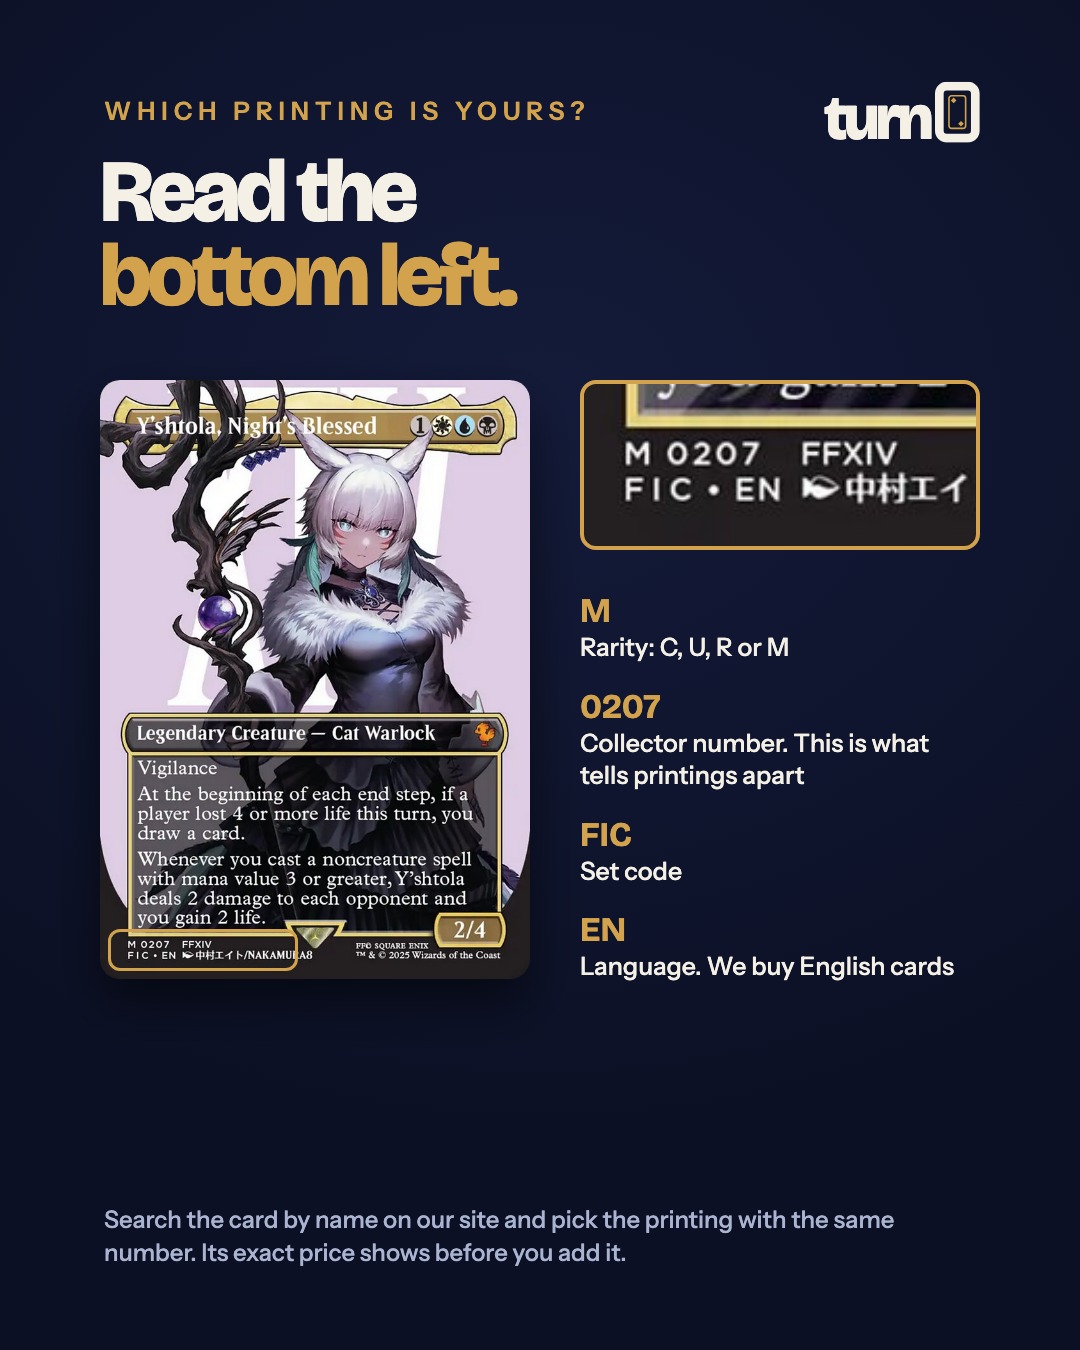 WHICH PRINTING IS YOURS?
turn0
Read the
bottom left.
Y'shtola, Night's Blessed
1
Legendary Creature — Cat Warlock
Vigilance
At the beginning of each end step, if a
player lost 4 or more life this turn, you
draw a card.
Whenever you cast a noncreature spell
with mana value 3 or greater, Y'shtola
deals 2 damage to each opponent and
you gain 2 life.
2/4
M 0207 FFXIV
FIC • EN 中村エイト/NAKAMURA8
SQUARE ENIX
™ & © 2025 Wizards of the Coast
you gain 2
M 0207 FFXIV
FIC • EN 中村エイ
M
Rarity: C, U, R or M
0207
Collector number. This is what
tells printings apart
FIC
Set code
EN
Language. We buy English cards
Search the card by name on our site and pick the printing with the same
number. Its exact price shows before you add it.